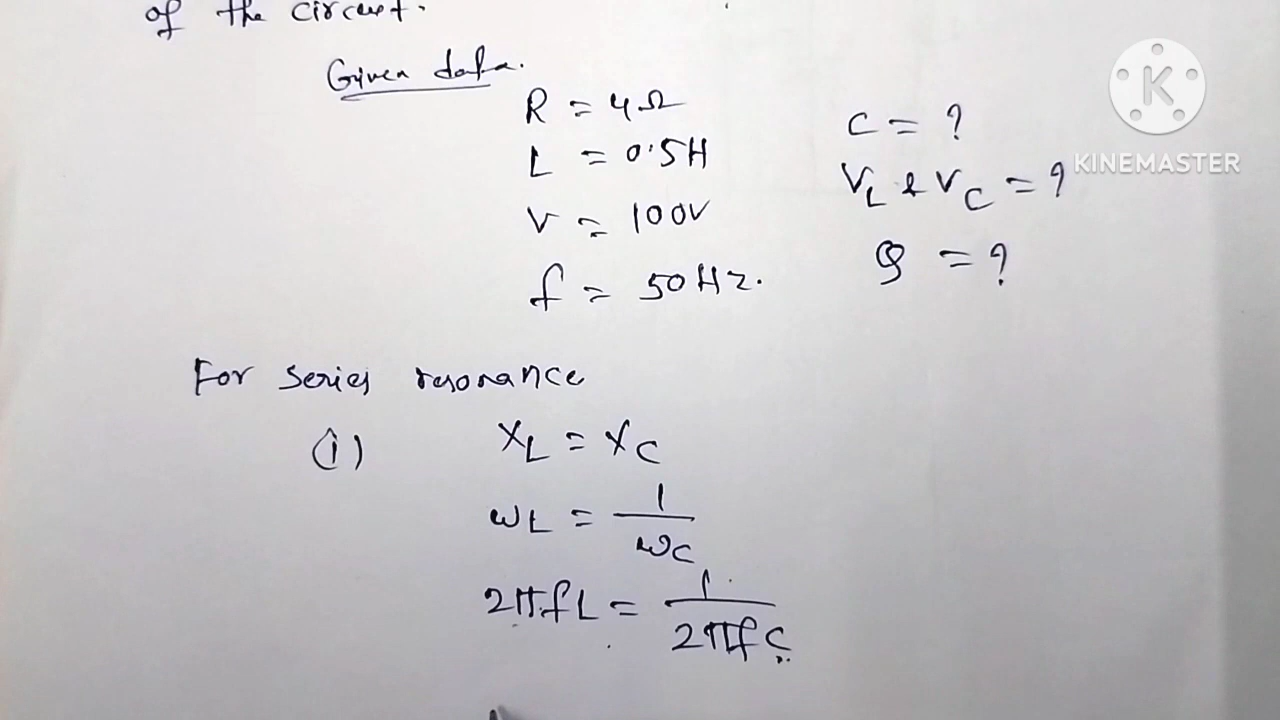 of the circuit.
Given data.
R = 4Ω
L = 0.5H
V = 100V
f = 50Hz.
C = ?
VL & VC = ?
Q = ?
K
KINEMASTER
For series resonance
(i) XL = XC
ωL = 1/ωC
2πfL = 1/2πfC